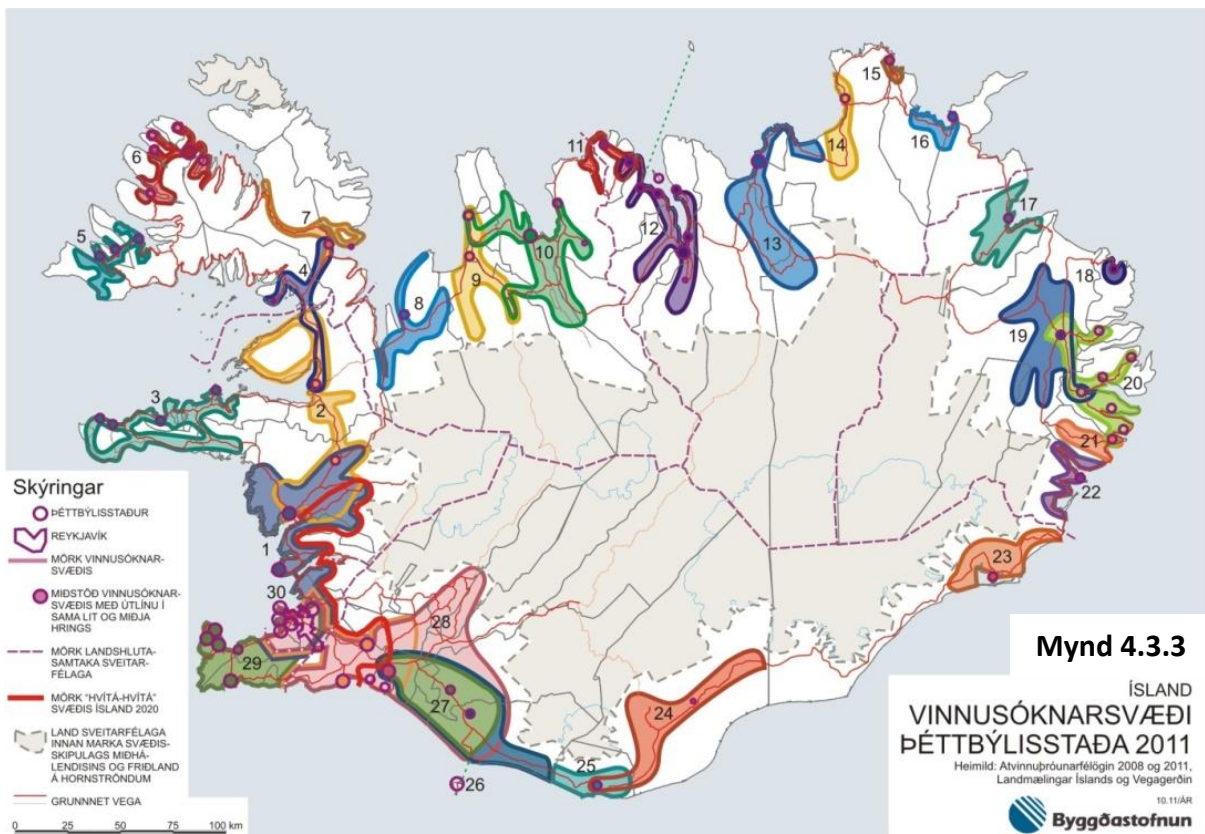 15
14
16
11
6
12
17
7
5
10
13
18
4
9
8
19
20
3
2
21
22
1
23
30
28
29
27
24
25
26
Skýringar
ÞÉTTBÝLISSTAÐUR
REYKJAVÍK
MÖRK VINNUSÓKNAR-
SVÆÐIS
MIÐSTÖÐ VINNUSÓKNAR-
SVÆÐIS MEÐ ÚTLÍNU Í
SAMA LIT OG MIÐJA
HRINGS
MÖRK LANDSHLUTA-
SAMTAKA SVEITAR-
FÉLAGA
MÖRK "HVÍTÁ-HVÍTÁ"
SVÆÐIS ÍSLAND 2020
LAND SVEITARFÉLAGA
INNAN MARKA SVÆÐIS-
SKIPULAGS MIÐHÁ-
LENDISINS OG FRIÐLAND
Á HORNSTRÖNDUM
GRUNNNET VEGA
0 25 50 75 100 km
Mynd 4.3.3
ÍSLAND
VINNUSÓKNARSVÆÐI
ÞÉTTBÝLISSTAÐA 2011
Heimild: Atvinnuþróunarfélögin 2008 og 2011,
Landmælingar Íslands og Vegagerðin
10.11/ÁR
Byggðastofnun